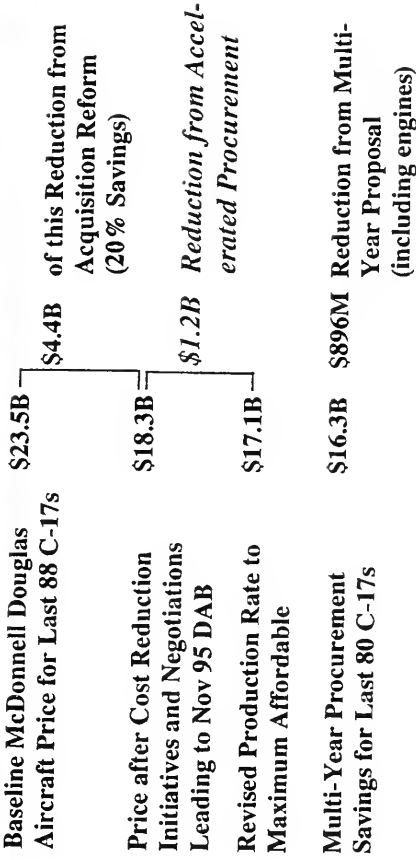 Baseline McDonnell Douglas
Aircraft Price for Last 88 C-17s
$23.5B
$4.4B of this Reduction from
Acquisition Reform
(20% Savings)
Price after Cost Reduction
Initiatives and Negotiations
Leading to Nov 95 DAB
$18.3B
$1.2B Reduction from Accel-
erated Procurement
Revised Production Rate to
Maximum Affordable
$17.1B
Multi-Year Procurement
Savings for Last 80 C-17s
$16.3B
$896M Reduction from Multi-
Year Proposal
(including engines)